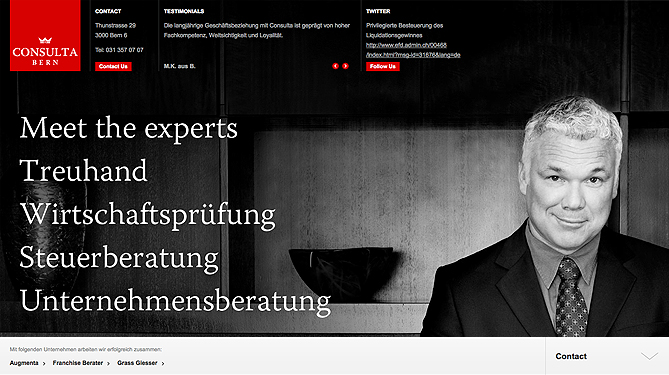 CONSULTA
BERN
CONTACT
Thunstrasse 29
3000 Bern 6
Tel: 031 357 07 07
Contact Us
TESTIMONIALS
Die langjährige Geschäftsbeziehung mit Consulta ist geprägt von hoher
Fachkompetenz, Weitsichtigkeit und Loyalität.
M.K. aus B.
TWITTER
Privilegierte Besteuerung des
Liquidationsgewinnes
http://www.efd.admin.ch/00468
/index.html?msg-id=31676&lang=de
Follow Us
Meet the experts
Treuhand
Wirtschaftsprüfung
Steuerberatung
Unternehmensberatung
Mit folgenden Unternehmen arbeiten wir erfolgreich zusammen:
Augmenta
Franchise Berater
Grass Giesser
Contact